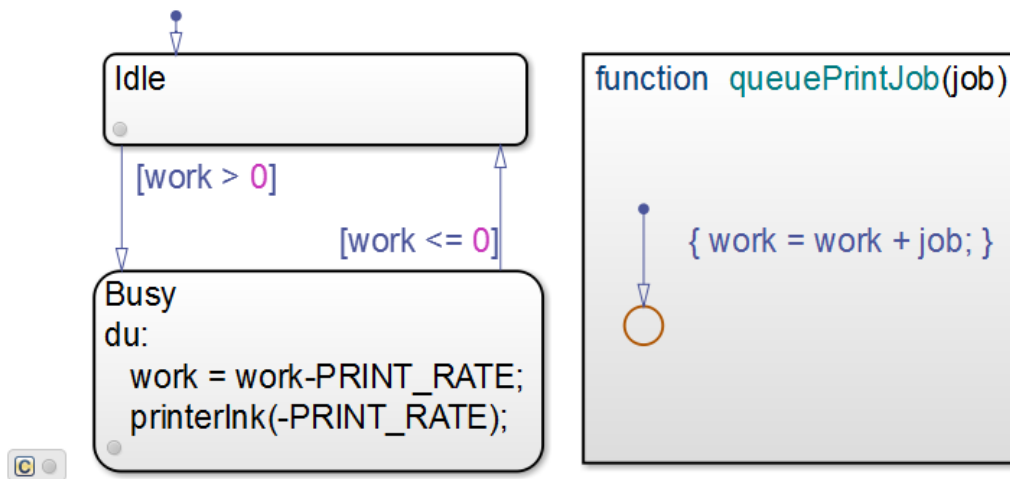 Idle
[work > 0]
[work <= 0]
Busy
du:
work = work-PRINT_RATE;
printerInk(-PRINT_RATE);
C
function queuePrintJob(job)
{ work = work + job; }